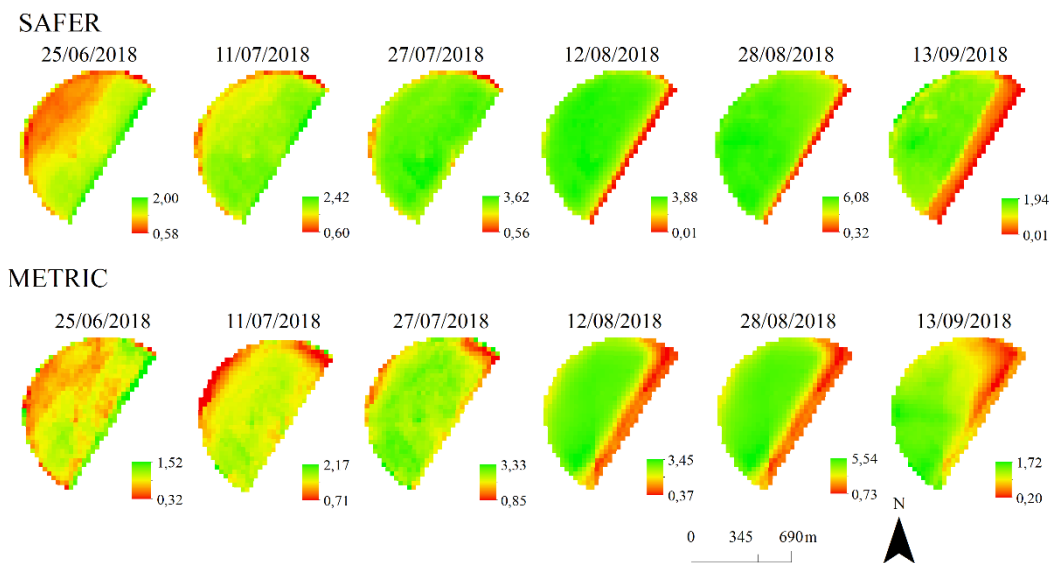 SAFER
25/06/2018 11/07/2018 27/07/2018 12/08/2018 28/08/2018 13/09/2018
2,00 2,42 3,62 3,88 6,08 1,94
0,58 0,60 0,56 0,01 0,32 0,01
METRIC
25/06/2018 11/07/2018 27/07/2018 12/08/2018 28/08/2018 13/09/2018
1,52 2,17 3,33 3,45 5,54 1,72
0,32 0,71 0,85 0,37 0,73 0,20
N
0 345 690 m